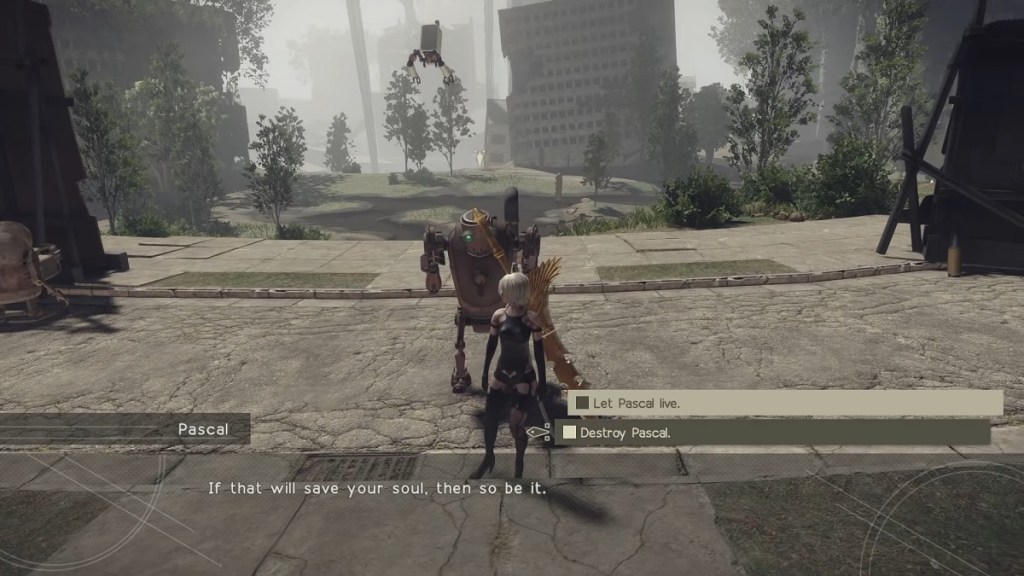 Let Pascal live.
Destroy Pascal.
Pascal
If that will save your soul, then so be it.